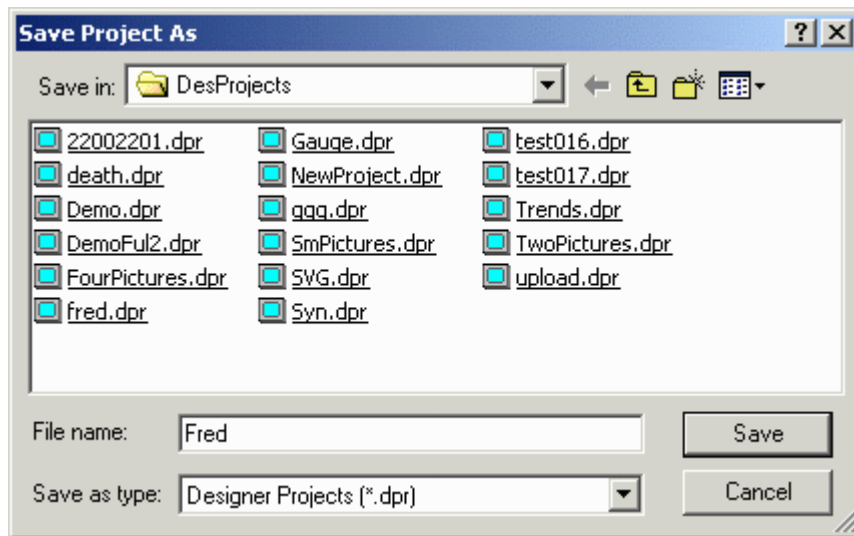 Save Project As
Save in: DesProjects
22002201.dpr Gauge.dpr test016.dpr
death.dpr NewProject.dpr test017.dpr
Demo.dpr qqq.dpr Trends.dpr
DemoFul2.dpr SmPictures.dpr TwoPictures.dpr
FourPictures.dpr SVG.dpr upload.dpr
fred.dpr Syn.dpr
File name: Fred Save
Save as type: Designer Projects (*.dpr) Cancel